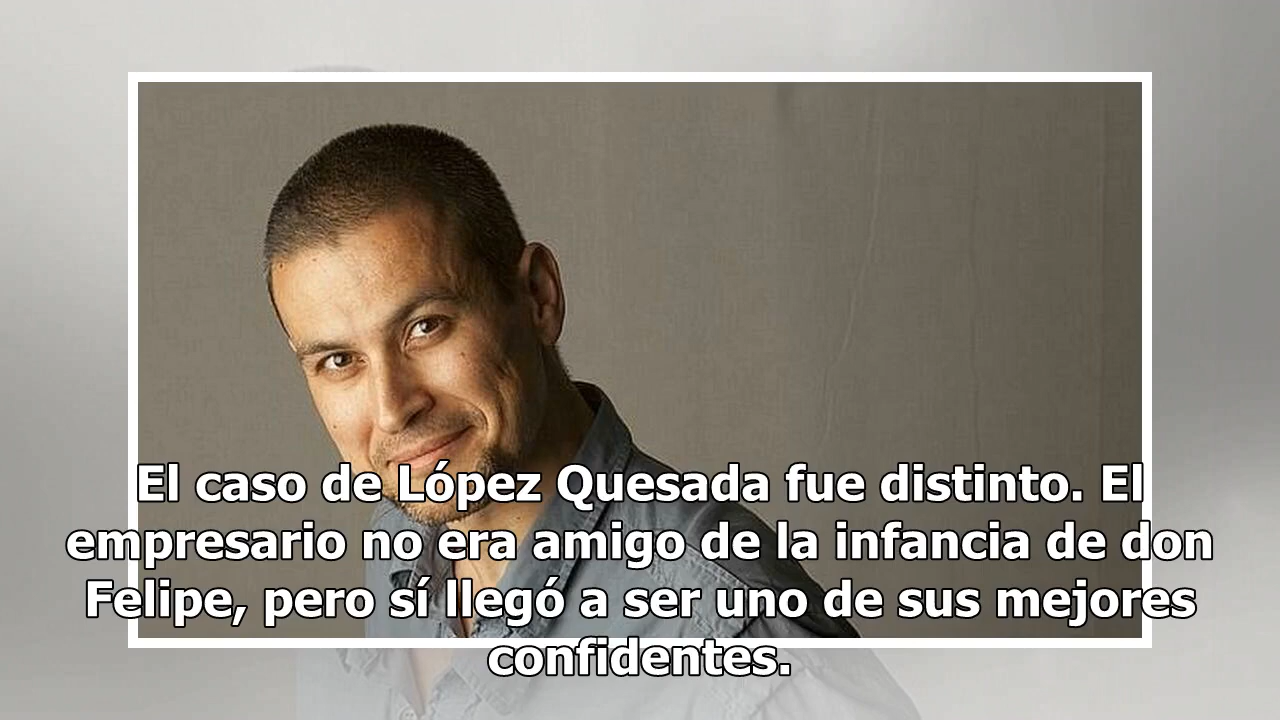 El caso de López Quesada fue distinto. El
empresario no era amigo de la infancia de don
Felipe, pero sí llegó a ser uno de sus mejores
confidentes.